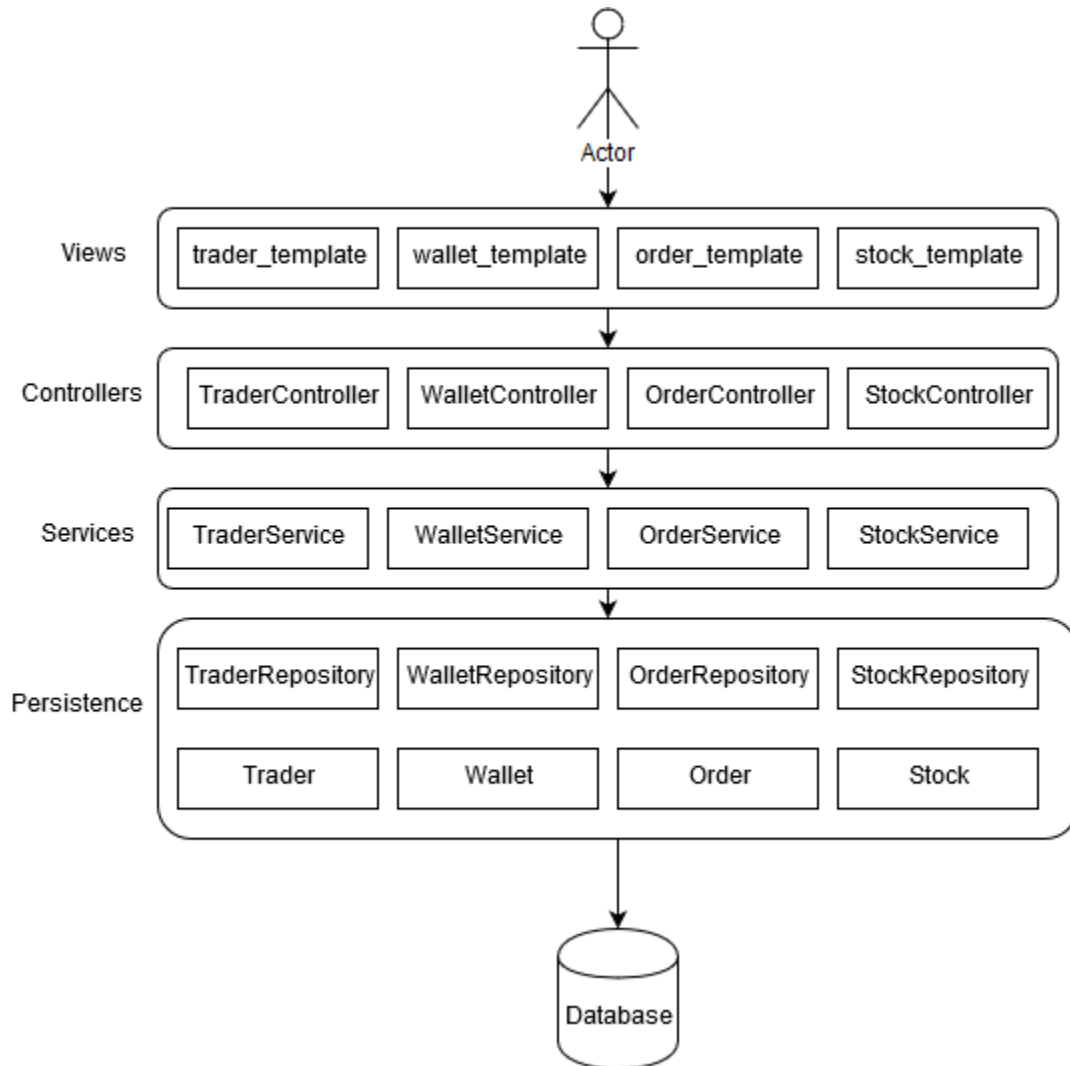 Actor
Views
trader_template
wallet_template
order_template
stock_template
Controllers
TraderController
WalletController
OrderController
StockController
Services
TraderService
WalletService
OrderService
StockService
Persistence
TraderRepository
WalletRepository
OrderRepository
StockRepository
Trader
Wallet
Order
Stock
Database